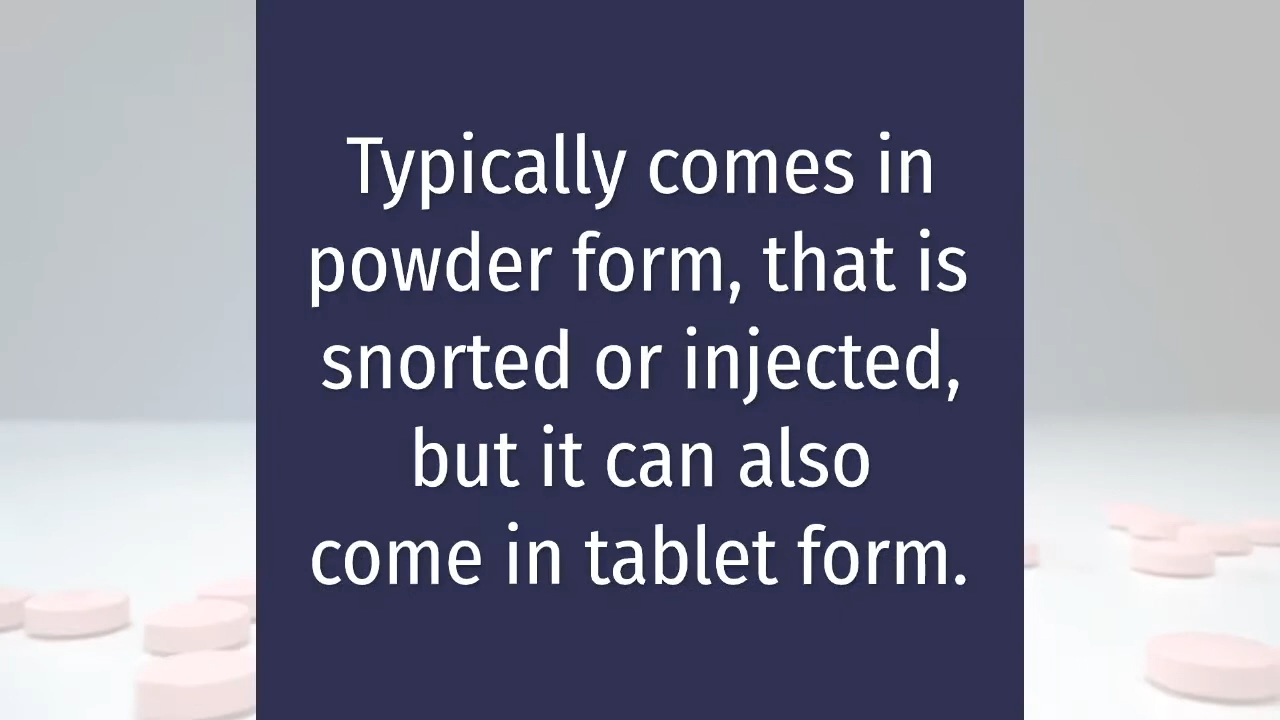 Typically comes in
powder form, that is
snorted or injected,
but it can also
come in tablet form.